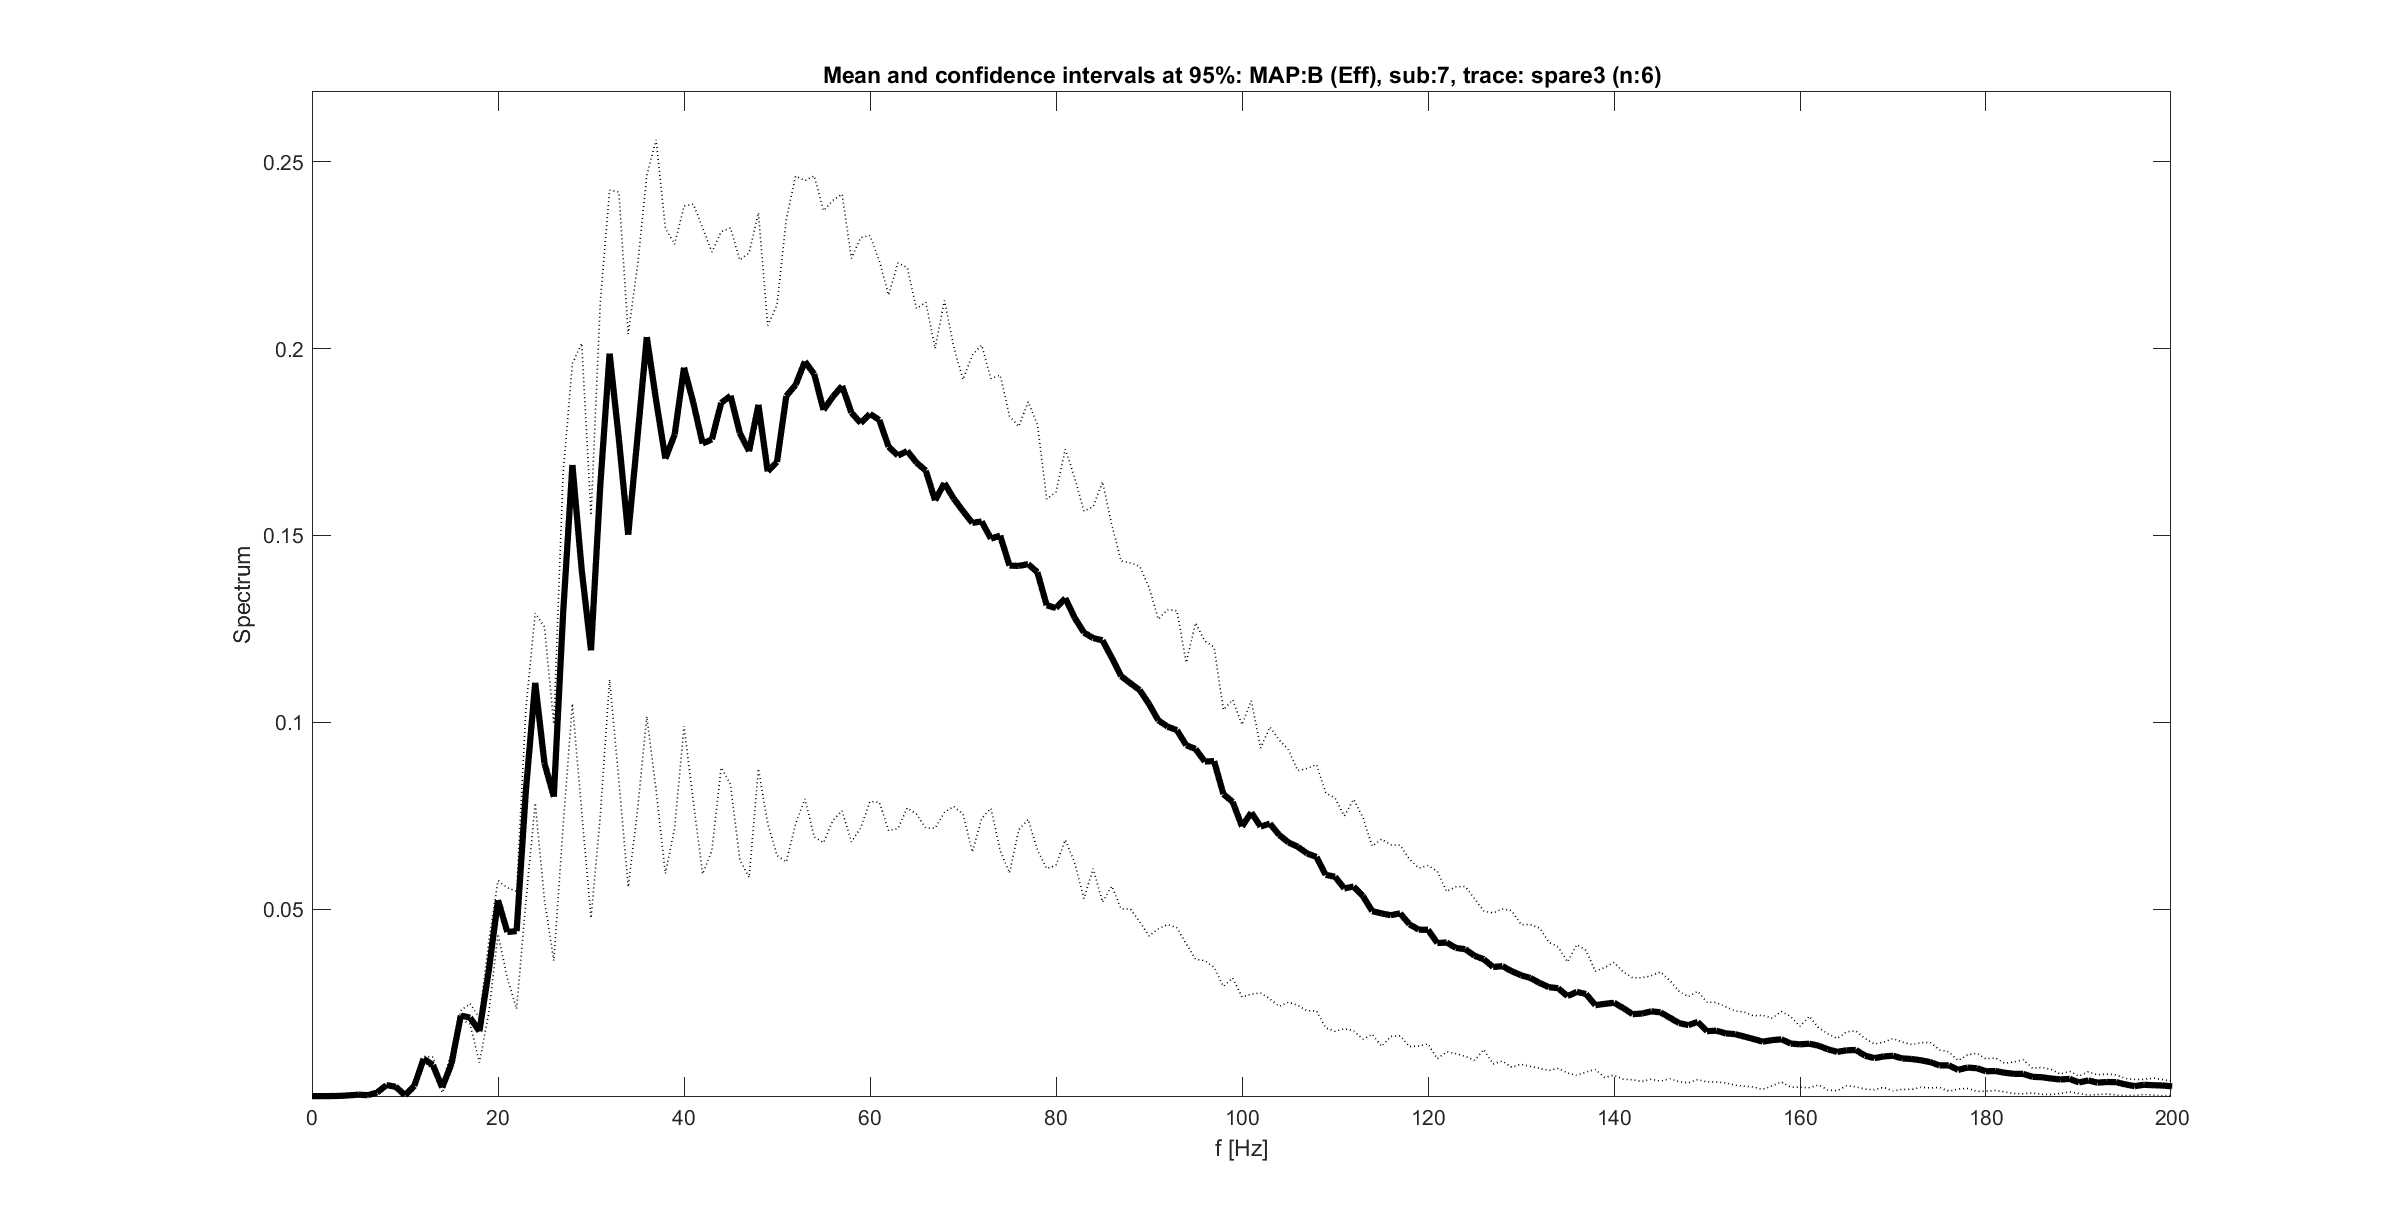 Mean and confidence intervals at 95%: MAP:B (Eff), sub:7, trace: spare3 (n:6)
0.25
0.2
0.15
0.1
0.05
Spectrum
0 20 40 60 80 100 120 140 160 180 200
f [Hz]